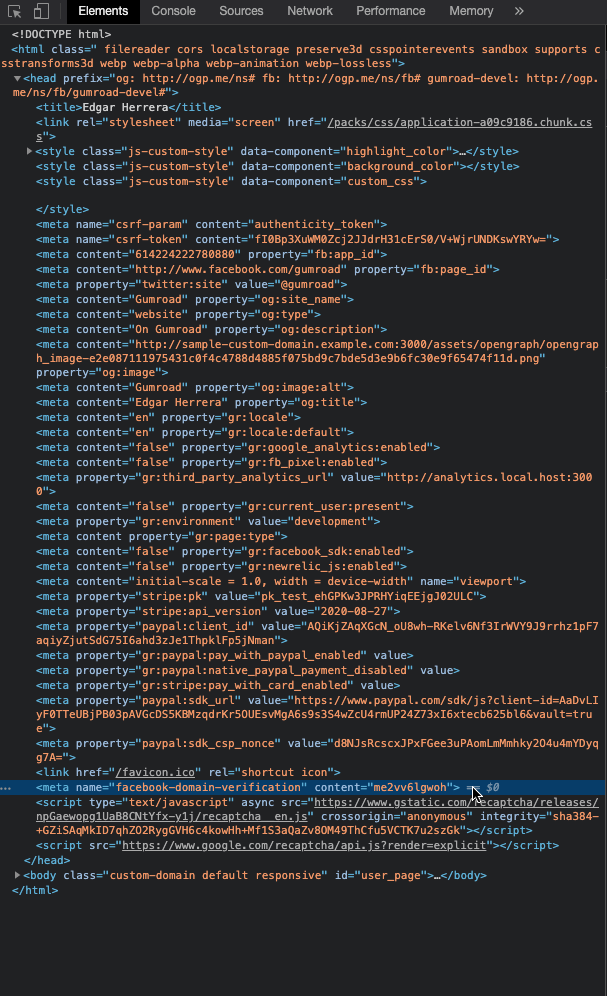 Elements Console Sources Network Performance Memory »
<!DOCTYPE html>
<html class=" filereader cors localstorage preserve3d csspointerevents sandbox supports c
sstransforms3d webp webp-alpha webp-animation webp-lossless">
▼<head prefix="og: http://ogp.me/ns# fb: http://ogp.me/ns/fb# gumroad-devel: http://ogp.
me/ns/fb/gumroad-devel#">
<title>Edgar Herrera</title>
<link rel="stylesheet" media="screen" href="/packs/css/application-a09c9186.chunk.cs
s">
▶<style class="js-custom-style" data-component="highlight_color">…</style>
<style class="js-custom-style" data-component="background_color"></style>
<style class="js-custom-style" data-component="custom_css">
</style>
<meta name="csrf-param" content="authenticity_token">
<meta name="csrf-token" content="fI0Bp3XuWM0Zcj2JJdrH31cErS0/V+WjrUNDKswYRYw=">
<meta content="614224222780880" property="fb:app_id">
<meta content="http://www.facebook.com/gumroad" property="fb:page_id">
<meta property="twitter:site" value="@gumroad">
<meta content="Gumroad" property="og:site_name">
<meta content="website" property="og:type">
<meta content="On Gumroad" property="og:description">
<meta content="http://sample-custom-domain.example.com:3000/assets/opengraph/opengrap
h_image-e2e087111975431c0f4c4788d4885f075bd9c7bde5d3e9b6fc30e9f65474f11d.png"
property="og:image">
<meta content="Gumroad" property="og:image:alt">
<meta content="Edgar Herrera" property="og:title">
<meta content="en" property="gr:locale">
<meta content="en" property="gr:locale:default">
<meta content="false" property="gr:google_analytics:enabled">
<meta content="false" property="gr:fb_pixel:enabled">
<meta property="gr:third_party_analytics_url" value="http://analytics.local.host:300
0">
<meta content="false" property="gr:current_user:present">
<meta property="gr:environment" value="development">
<meta content property="gr:page:type">
<meta content="false" property="gr:facebook_sdk:enabled">
<meta content="false" property="gr:newrelic_js:enabled">
<meta content="initial-scale = 1.0, width = device-width" name="viewport">
<meta property="stripe:pk" value="pk_test_ehGPKw3JPRHYiqEEjgJ02ULC">
<meta property="stripe:api_version" value="2020-08-27">
<meta property="paypal:client_id" value="AQiKjZAqXGcN_oU8wh-RKelv6Nf3IrWVY9J9rrhz1pF7
aqiyZjutSdG75I6ahd3zJe1ThpklFp5jNman">
<meta property="gr:paypal:pay_with_paypal_enabled" value>
<meta property="gr:paypal:native_paypal_payment_disabled" value>
<meta property="gr:stripe:pay_with_card_enabled" value>
<meta property="paypal:sdk_url" value="https://www.paypal.com/sdk/js?client-id=AaDvLI
yF0TTeUBjPB03pAVGcDS5KBMzqdrKr5OUEsvMgA6s9s3S4wZcU4rmUP24Z73xI6xtecb625bl6&vault=tru
e">
<meta property="paypal:sdk_csp_nonce" value="d8NJsRcscxJPxFGee3uPAomLmMmhky2O4u4mYDyq
g7A=">
<link href="/favicon.ico" rel="shortcut icon">
… <meta name="facebook-domain-verification" content="me2vv6lgwoh"> == $0
<script type="text/javascript" async src="https://www.gstatic.com/recaptcha/releases/
npGaewopg1UaB8CNtYfx-y1j/recaptcha__en.js" crossorigin="anonymous" integrity="sha384-
+GZiSAqMkID7qhZO2RygGVH6c4kowHh+Mf1S3aQaZv8OM49ThCfu5VCTK7u2szGk"></script>
<script src="https://www.google.com/recaptcha/api.js?render=explicit"></script>
</head>
▶<body class="custom-domain default responsive" id="user_page">…</body>
</html>